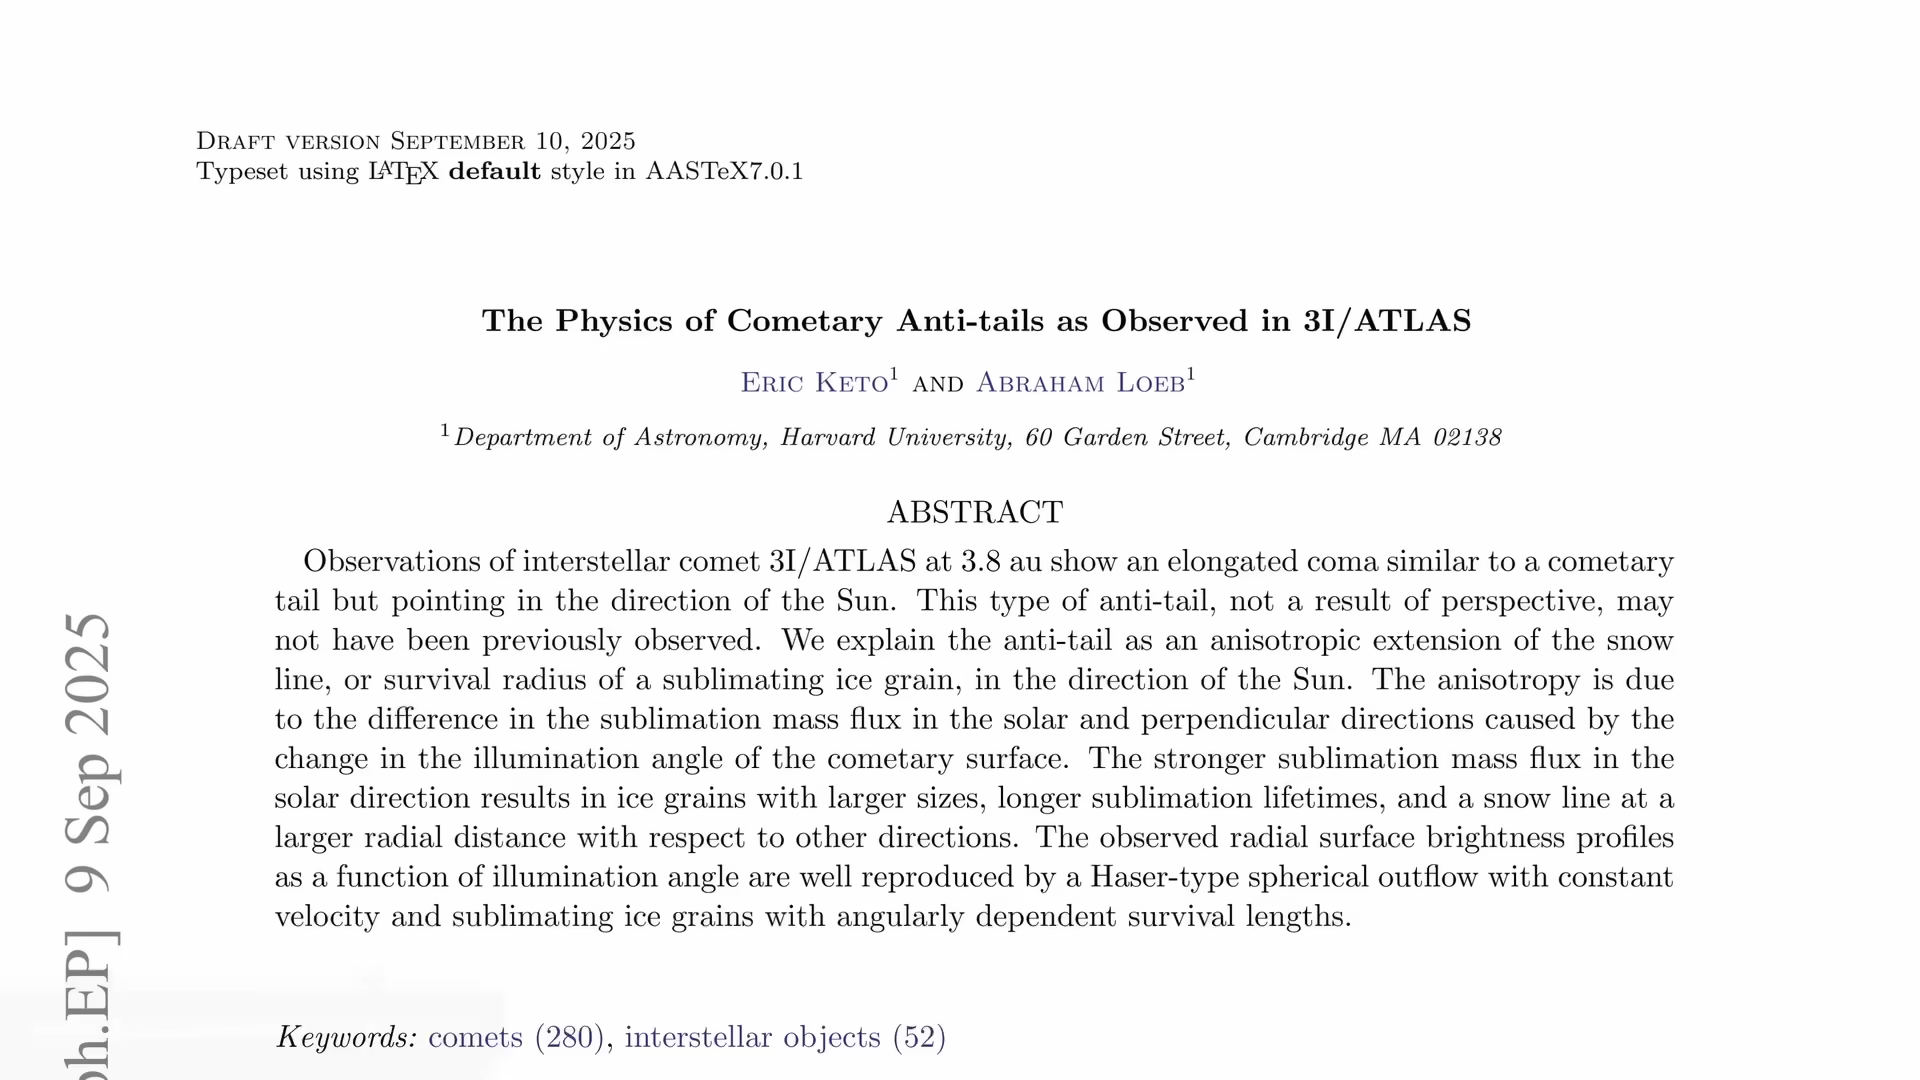 Draft version September 10, 2025
Typeset using LATEX default style in AASTeX7.0.1
The Physics of Cometary Anti-tails as Observed in 3I/ATLAS
Eric Keto¹ and Abraham Loeb¹
¹Department of Astronomy, Harvard University, 60 Garden Street, Cambridge MA 02138
ABSTRACT
Observations of interstellar comet 3I/ATLAS at 3.8 au show an elongated coma similar to a cometary
tail but pointing in the direction of the Sun. This type of anti-tail, not a result of perspective, may
not have been previously observed. We explain the anti-tail as an anisotropic extension of the snow
line, or survival radius of a sublimating ice grain, in the direction of the Sun. The anisotropy is due
to the difference in the sublimation mass flux in the solar and perpendicular directions caused by the
change in the illumination angle of the cometary surface. The stronger sublimation mass flux in the
solar direction results in ice grains with larger sizes, longer sublimation lifetimes, and a snow line at a
larger radial distance with respect to other directions. The observed radial surface brightness profiles
as a function of illumination angle are well reproduced by a Haser-type spherical outflow with constant
velocity and sublimating ice grains with angularly dependent survival lengths.
Keywords: comets (280), interstellar objects (52)
ph.EP] 9 Sep 2025